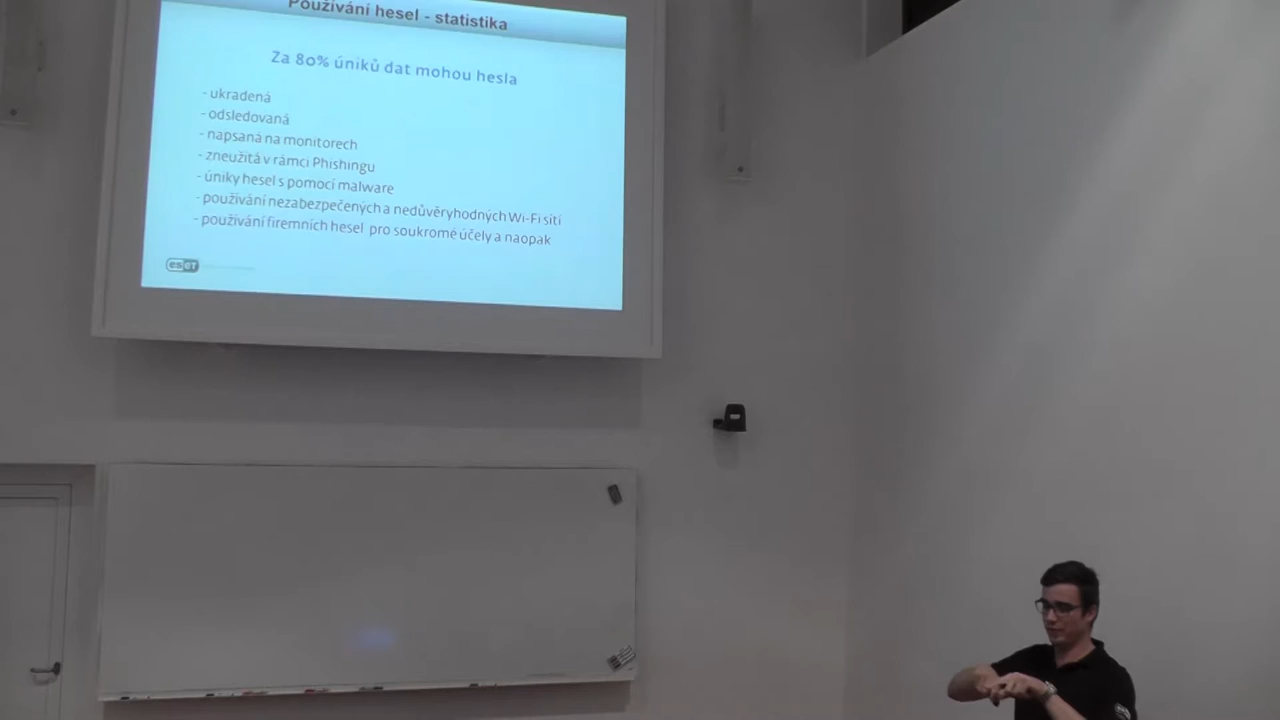 Používání hesel - statistika
Za 80% úniků dat mohou hesla
- ukradená
- odsledovaná
- napsaná na monitorech
- zneužitá v rámci Phishingu
- úniky hesel s pomocí malware
- používání nezabezpečených a nedůvěryhodných Wi-Fi sítí
- používání firemních hesel pro soukromé účely a naopak
eset